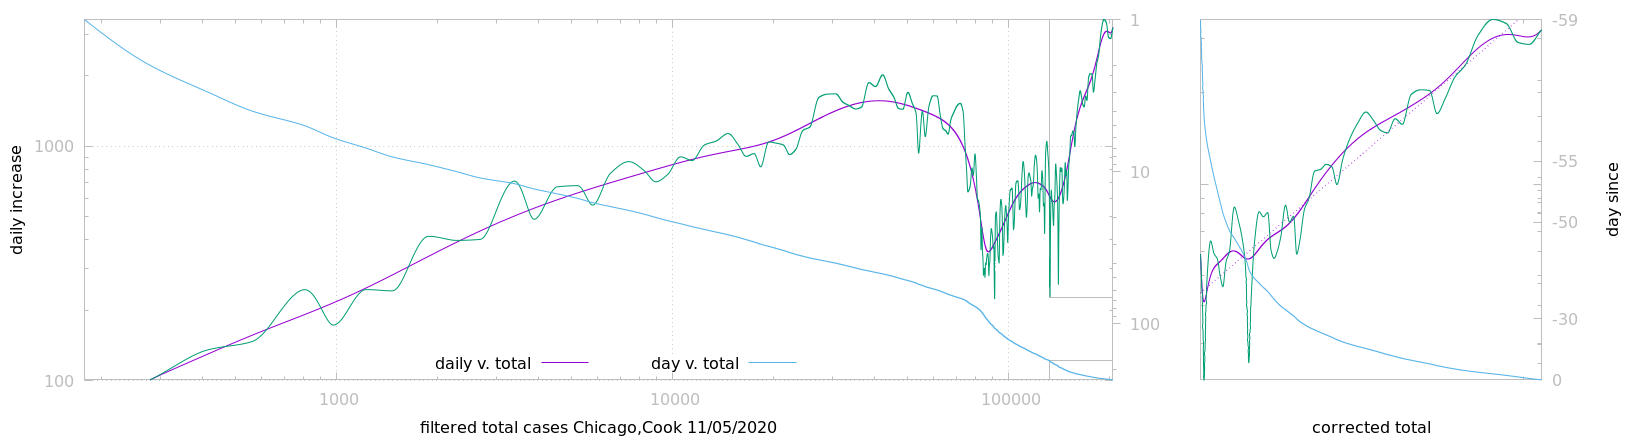 daily increase
1000
100
1000
10000
100000
1
10
100
daily v. total
day v. total
filtered total cases Chicago,Cook 11/05/2020
-59
-55
-50
-30
0
day since
corrected total